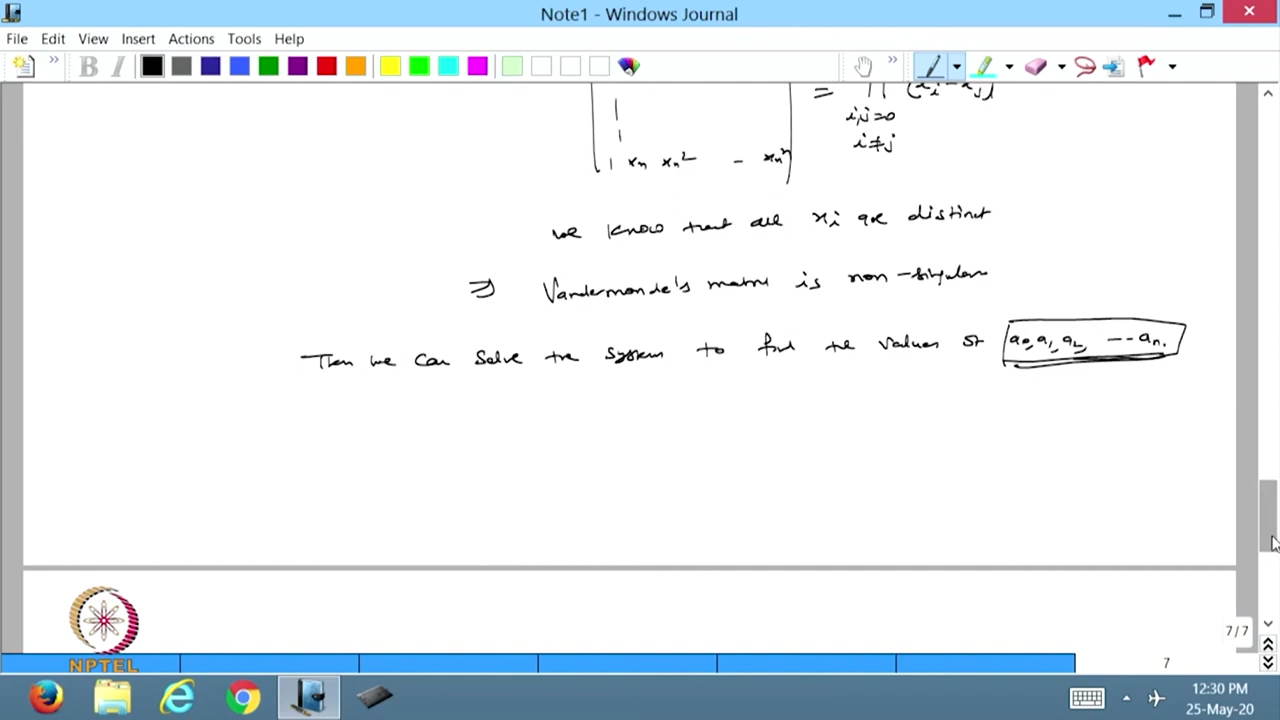 Note1 - Windows Journal
File Edit View Insert Actions Tools Help
= Π (xi-xj)
i,j=0
i≠j
1
1
1 xn xn² - xnⁿ
we know that all xi are distinct
⇒ Vandermonde's matrix is non-singular
Then we can solve the system to find the values of a0, a1, a2, --- an.
7 / 7
NPTEL
7
12:30 PM
25-May-20